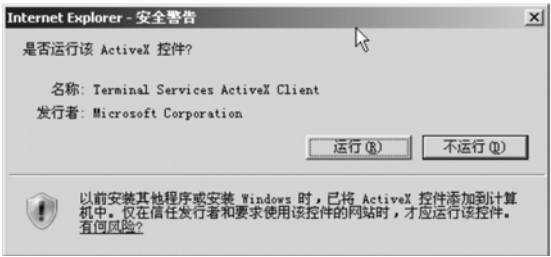 Internet Explorer - 安全警告
是否运行该 ActiveX 控件?
名称: Terminal Services ActiveX Client
发行者: Microsoft Corporation
运行(R) 不运行(D)
以前安装其他程序或安装 Windows 时，已将 ActiveX 控件添加到计算
机中。仅在信任发行者和要求使用该控件的网站时，才应运行该控件。
有何风险?